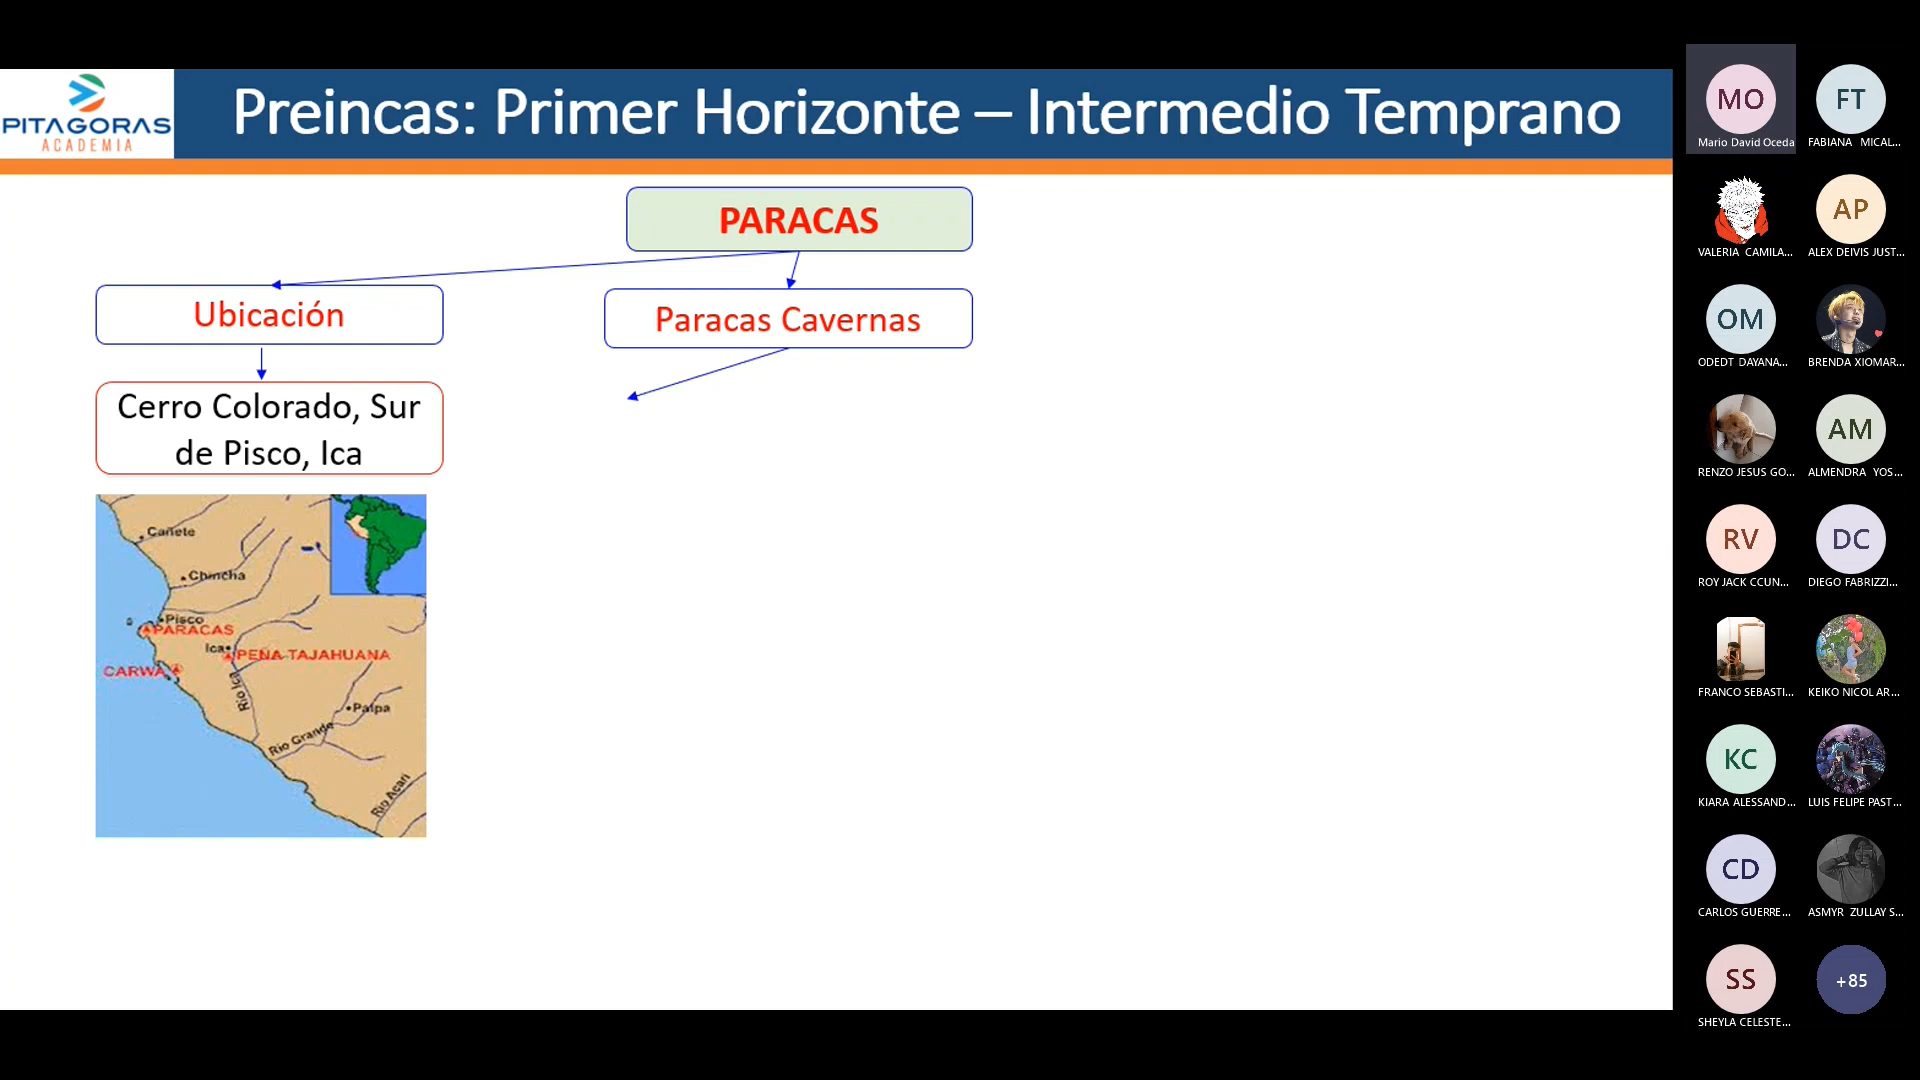 PITAGORAS
ACADEMIA
Preincas: Primer Horizonte – Intermedio Temprano
PARACAS
Ubicación
Paracas Cavernas
Cerro Colorado, Sur
de Pisco, Ica
Cañete
Chincha
Pisco
PARACAS
Ica
PEÑA TAJAHUANA
CARWA
Rio Ica
Palpa
Rio Grande
Rio Acari
MO
Mario David Oceda
FT
FABIANA MICAL...
VALERIA CAMILA...
AP
ALEX DEIVIS JUST...
OM
ODEDT DAYANA...
BRENDA XIOMAR...
RENZO JESUS GO...
AM
ALMENDRA YOS...
RV
ROY JACK CCUN...
DC
DIEGO FABRIZZI...
FRANCO SEBASTI...
KEIKO NICOL AR...
KC
KIARA ALESSAND...
LUIS FELIPE PAST...
CD
CARLOS GUERRE...
ASMYR ZULLAY S...
SS
SHEYLA CELESTE...
+85